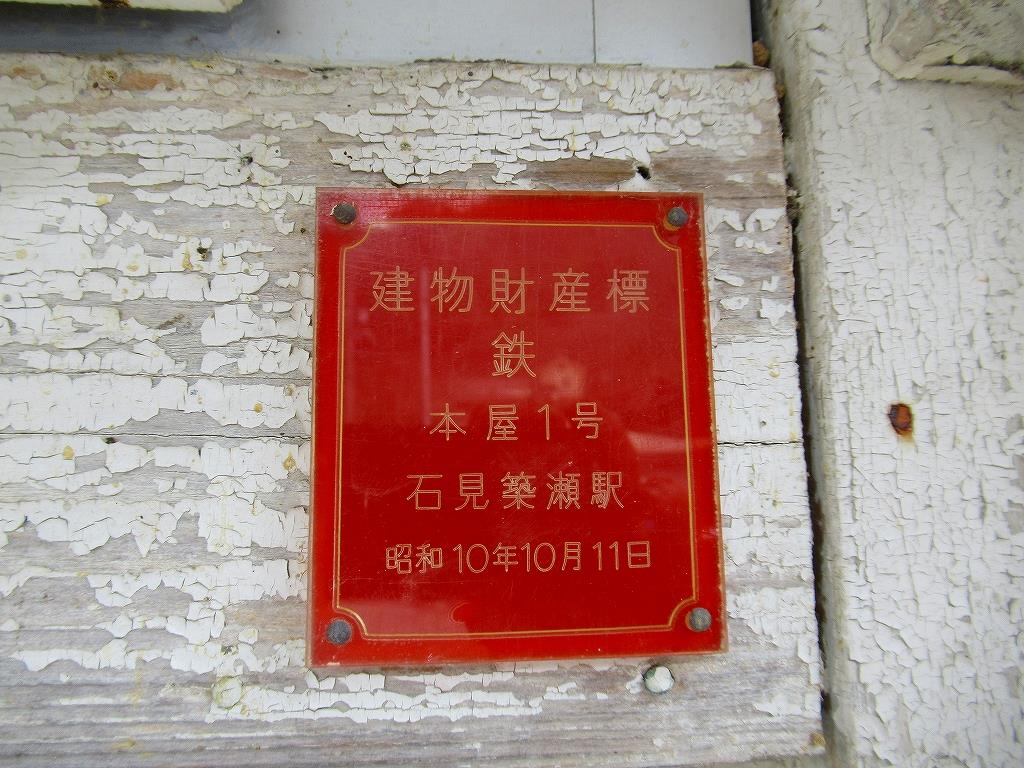 建物財産標
鉄
本屋1号
石見簗瀬駅
昭和10年10月11日